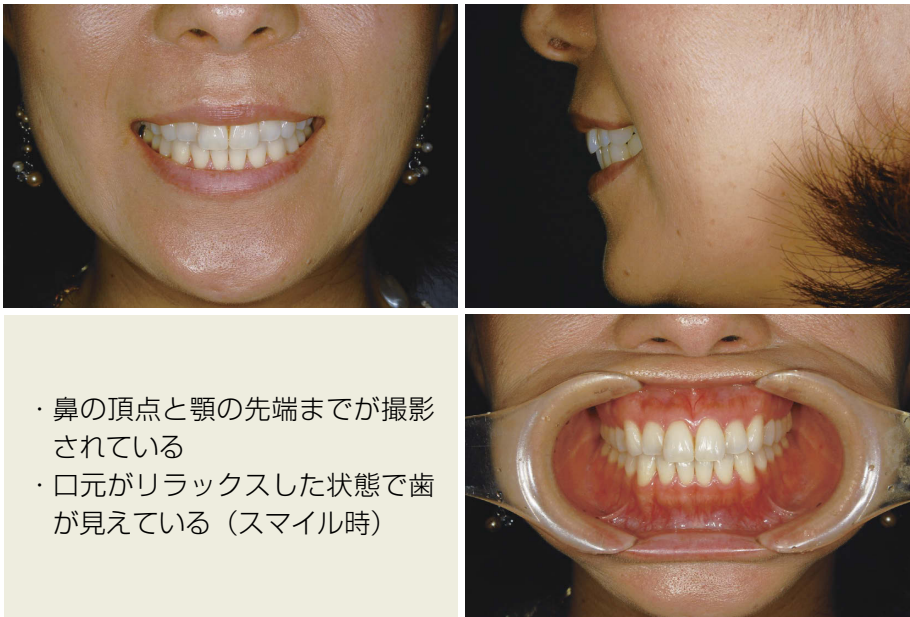 ・鼻の頂点と顎の先端までが撮影
されている
・口元がリラックスした状態で歯
が見えている（スマイル時）